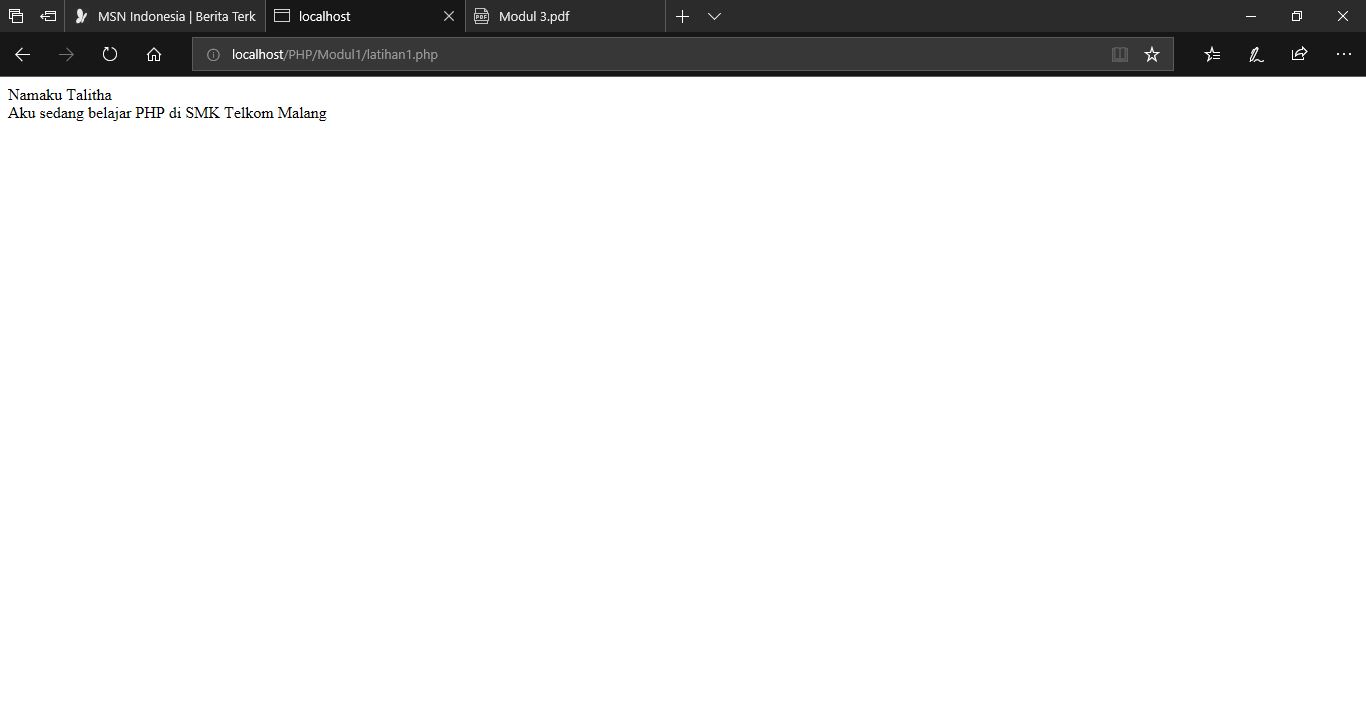 MSN Indonesia | Berita Terk
localhost
Modul 3.pdf
localhost/PHP/Modul1/latihan1.php
Namaku Talitha
Aku sedang belajar PHP di SMK Telkom Malang